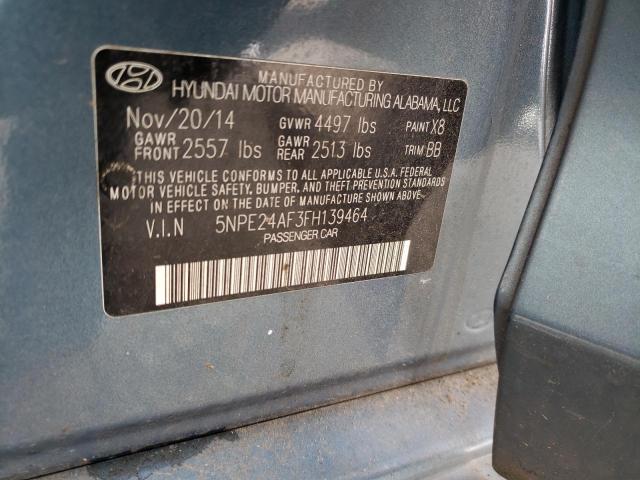 MANUFACTURED BY
HYUNDAI MOTOR MANUFACTURING ALABAMA, LLC
Nov/20/14 GVWR 4497 lbs PAINT X8
GAWR FRONT 2557 lbs GAWR REAR 2513 lbs TRIM BB
THIS VEHICLE CONFORMS TO ALL APPLICABLE U.S.A. FEDERAL
MOTOR VEHICLE SAFETY, BUMPER, AND THEFT PREVENTION STANDARDS
IN EFFECT ON THE DATE OF MANUFACTURE SHOWN ABOVE.
V.I.N 5NPE24AF3FH139464
PASSENGER CAR